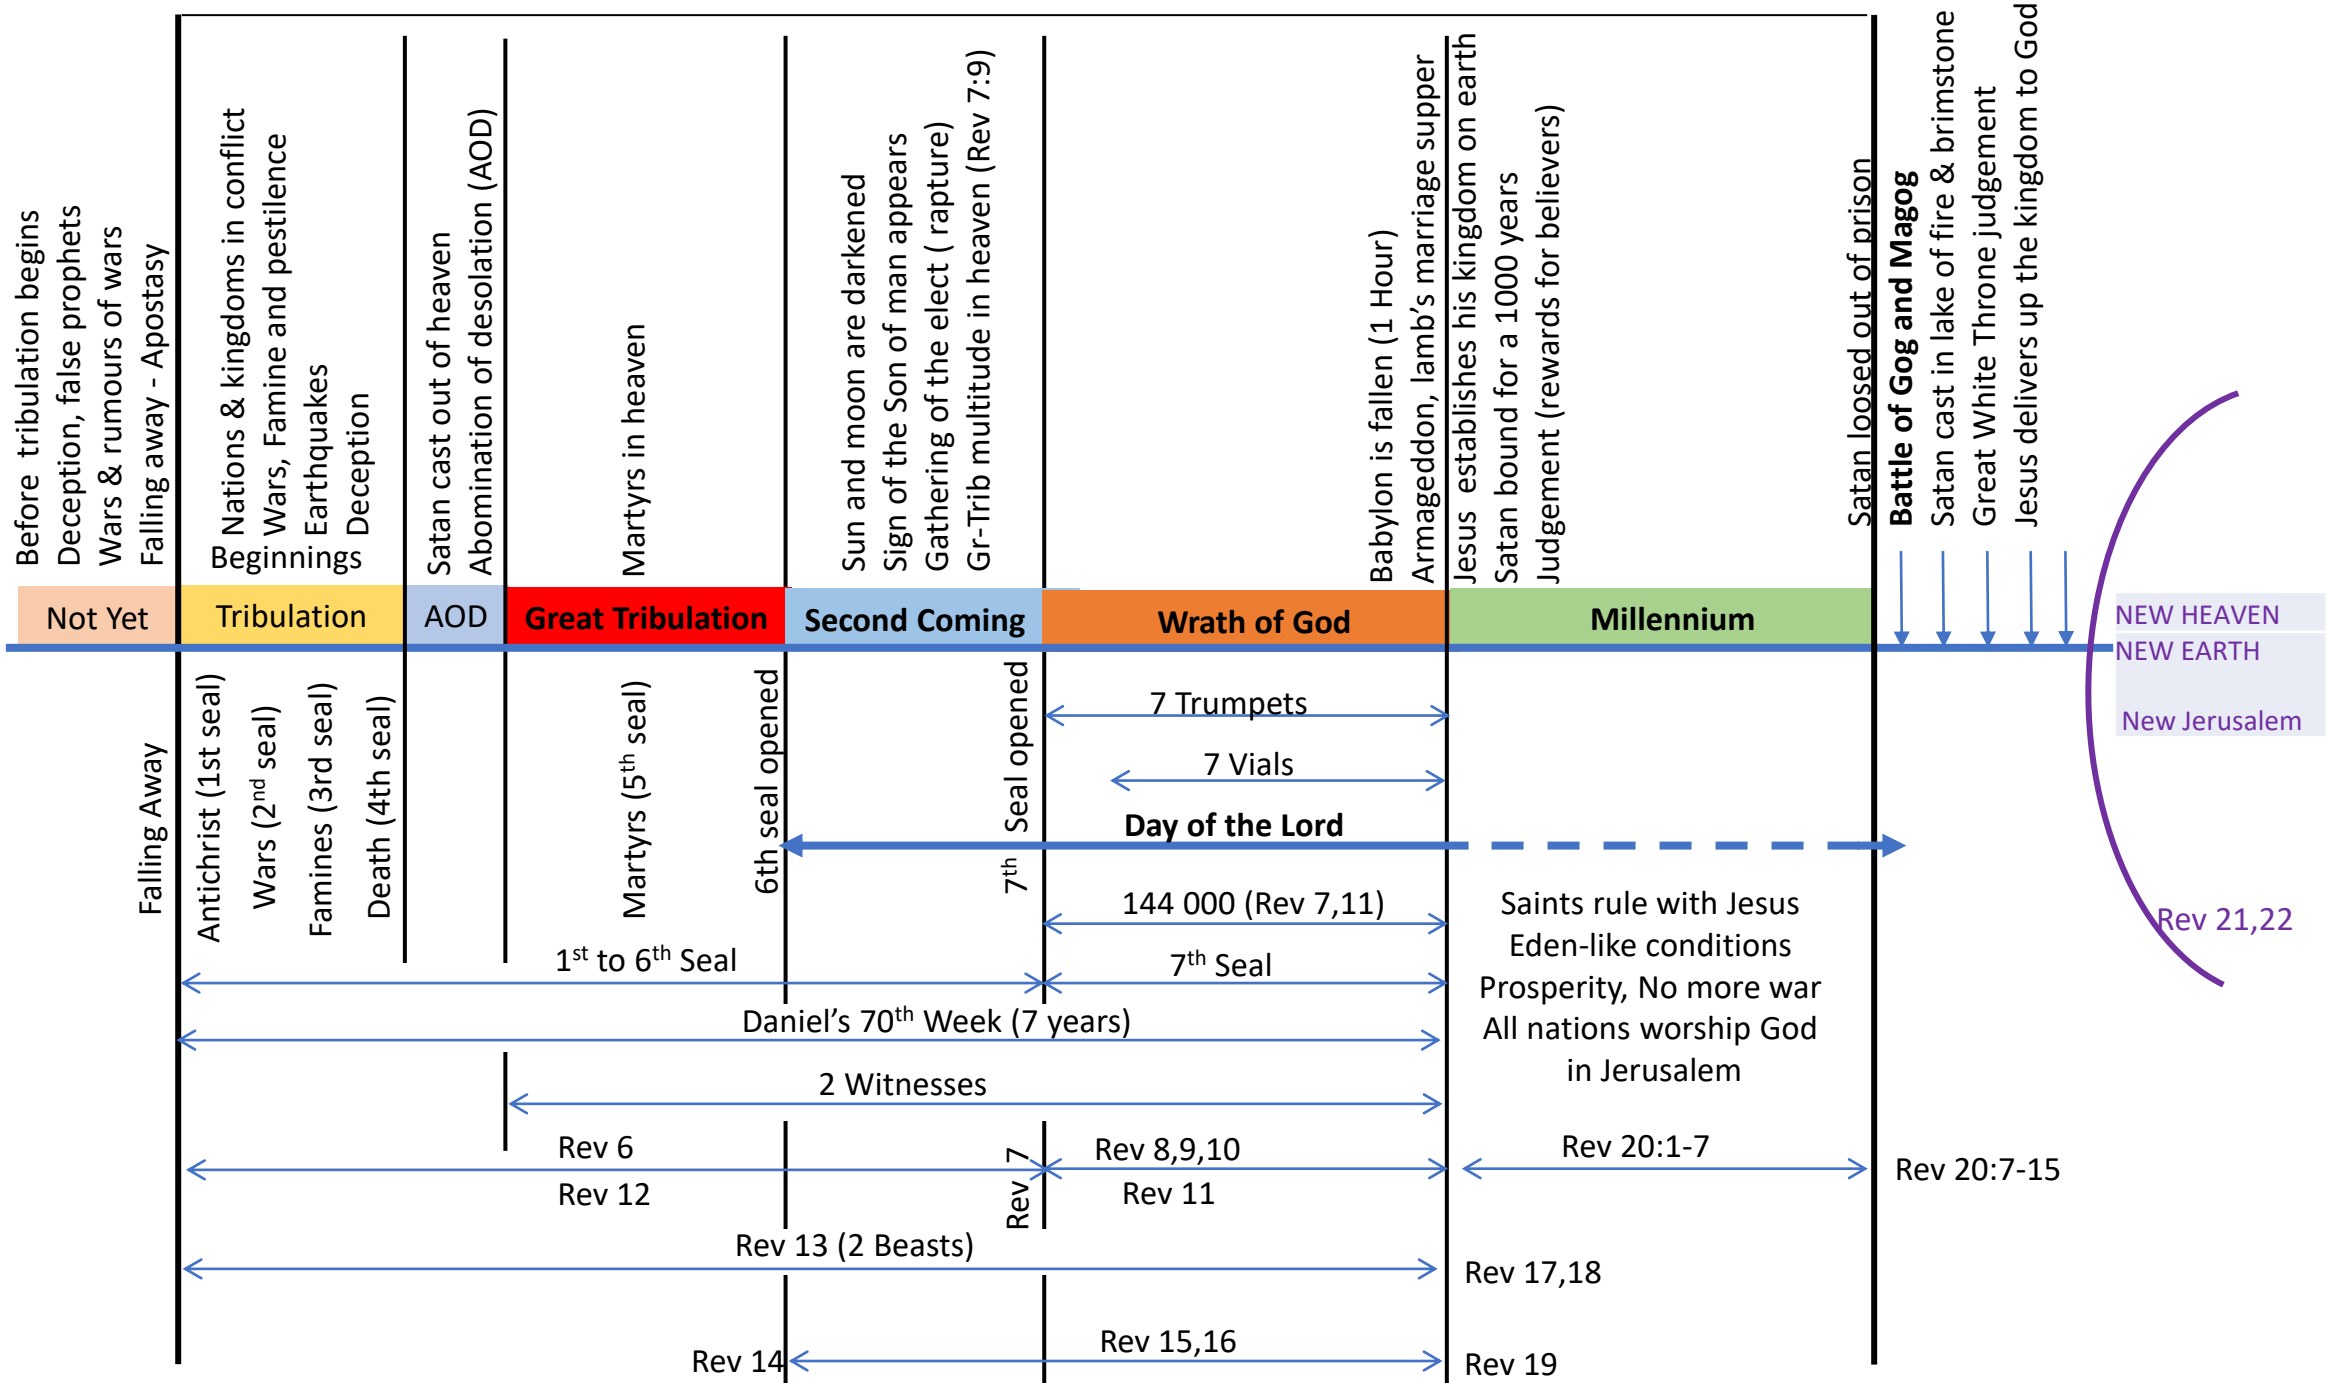 Before tribulation begins
Deception, false prophets
Wars & rumours of wars
Falling away - Apostasy
Nations & kingdoms in conflict
Wars, Famine and pestilence
Earthquakes
Deception
Beginnings
Satan cast out of heaven
Abomination of desolation (AOD)
Martyrs in heaven
Sun and moon are darkened
Sign of the Son of man appears
Gathering of the elect ( rapture)
Gr-Trib multitude in heaven (Rev 7:9)
Babylon is fallen (1 Hour)
Armageddon, lamb's marriage supper
Jesus establishes his kingdom on earth
Satan bound for a 1000 years
Judgement (rewards for believers)
Satan loosed out of prison
Battle of Gog and Magog
Satan cast in lake of fire & brimstone
Great White Throne judgement
Jesus delivers up the kingdom to God
Not Yet
Tribulation
AOD
Great Tribulation
Second Coming
Wrath of God
Millennium
NEW HEAVEN
NEW EARTH
New Jerusalem
Falling Away
Antichrist (1st seal)
Wars (2nd seal)
Famines (3rd seal)
Death (4th seal)
Martyrs (5th seal)
6th seal opened
7th Seal opened
7 Trumpets
7 Vials
Day of the Lord
144 000 (Rev 7,11)
Saints rule with Jesus
Eden-like conditions
Prosperity, No more war
All nations worship God
in Jerusalem
Rev 21,22
1st to 6th Seal
7th Seal
Daniel's 70th Week (7 years)
2 Witnesses
Rev 6
Rev 12
Rev 7
Rev 8,9,10
Rev 11
Rev 20:1-7
Rev 20:7-15
Rev 13 (2 Beasts)
Rev 17,18
Rev 14
Rev 15,16
Rev 19